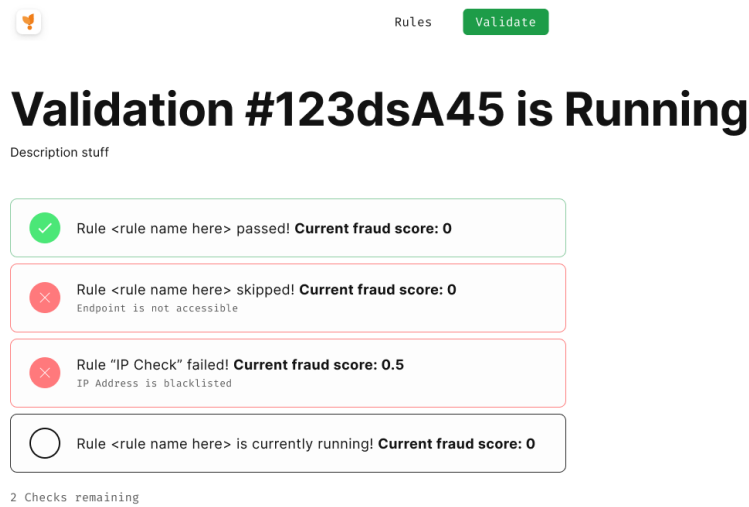 Rules
Validate
Validation #123dsA45 is Running
Description stuff
Rule <rule name here> passed! Current fraud score: 0
Rule <rule name here> skipped! Current fraud score: 0
Endpoint is not accessible
Rule “IP Check” failed! Current fraud score: 0.5
IP Address is blacklisted
Rule <rule name here> is currently running! Current fraud score: 0
2 Checks remaining